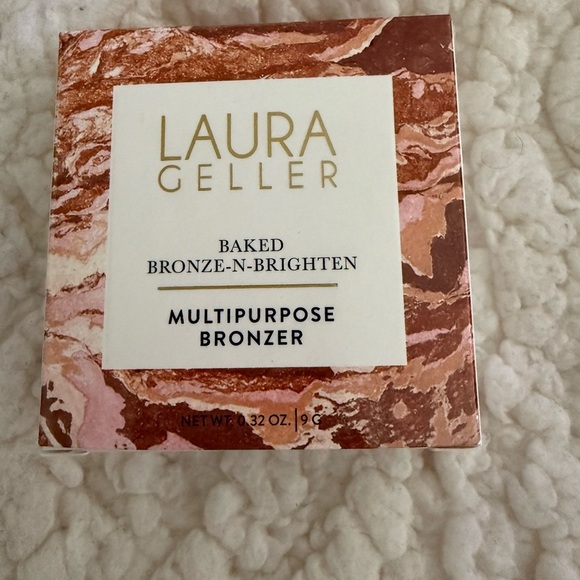 LAURA
GELLER
BAKED
BRONZE-N-BRIGHTEN
MULTIPURPOSE
BRONZER
NET WT. 0.32 OZ. | 9 G